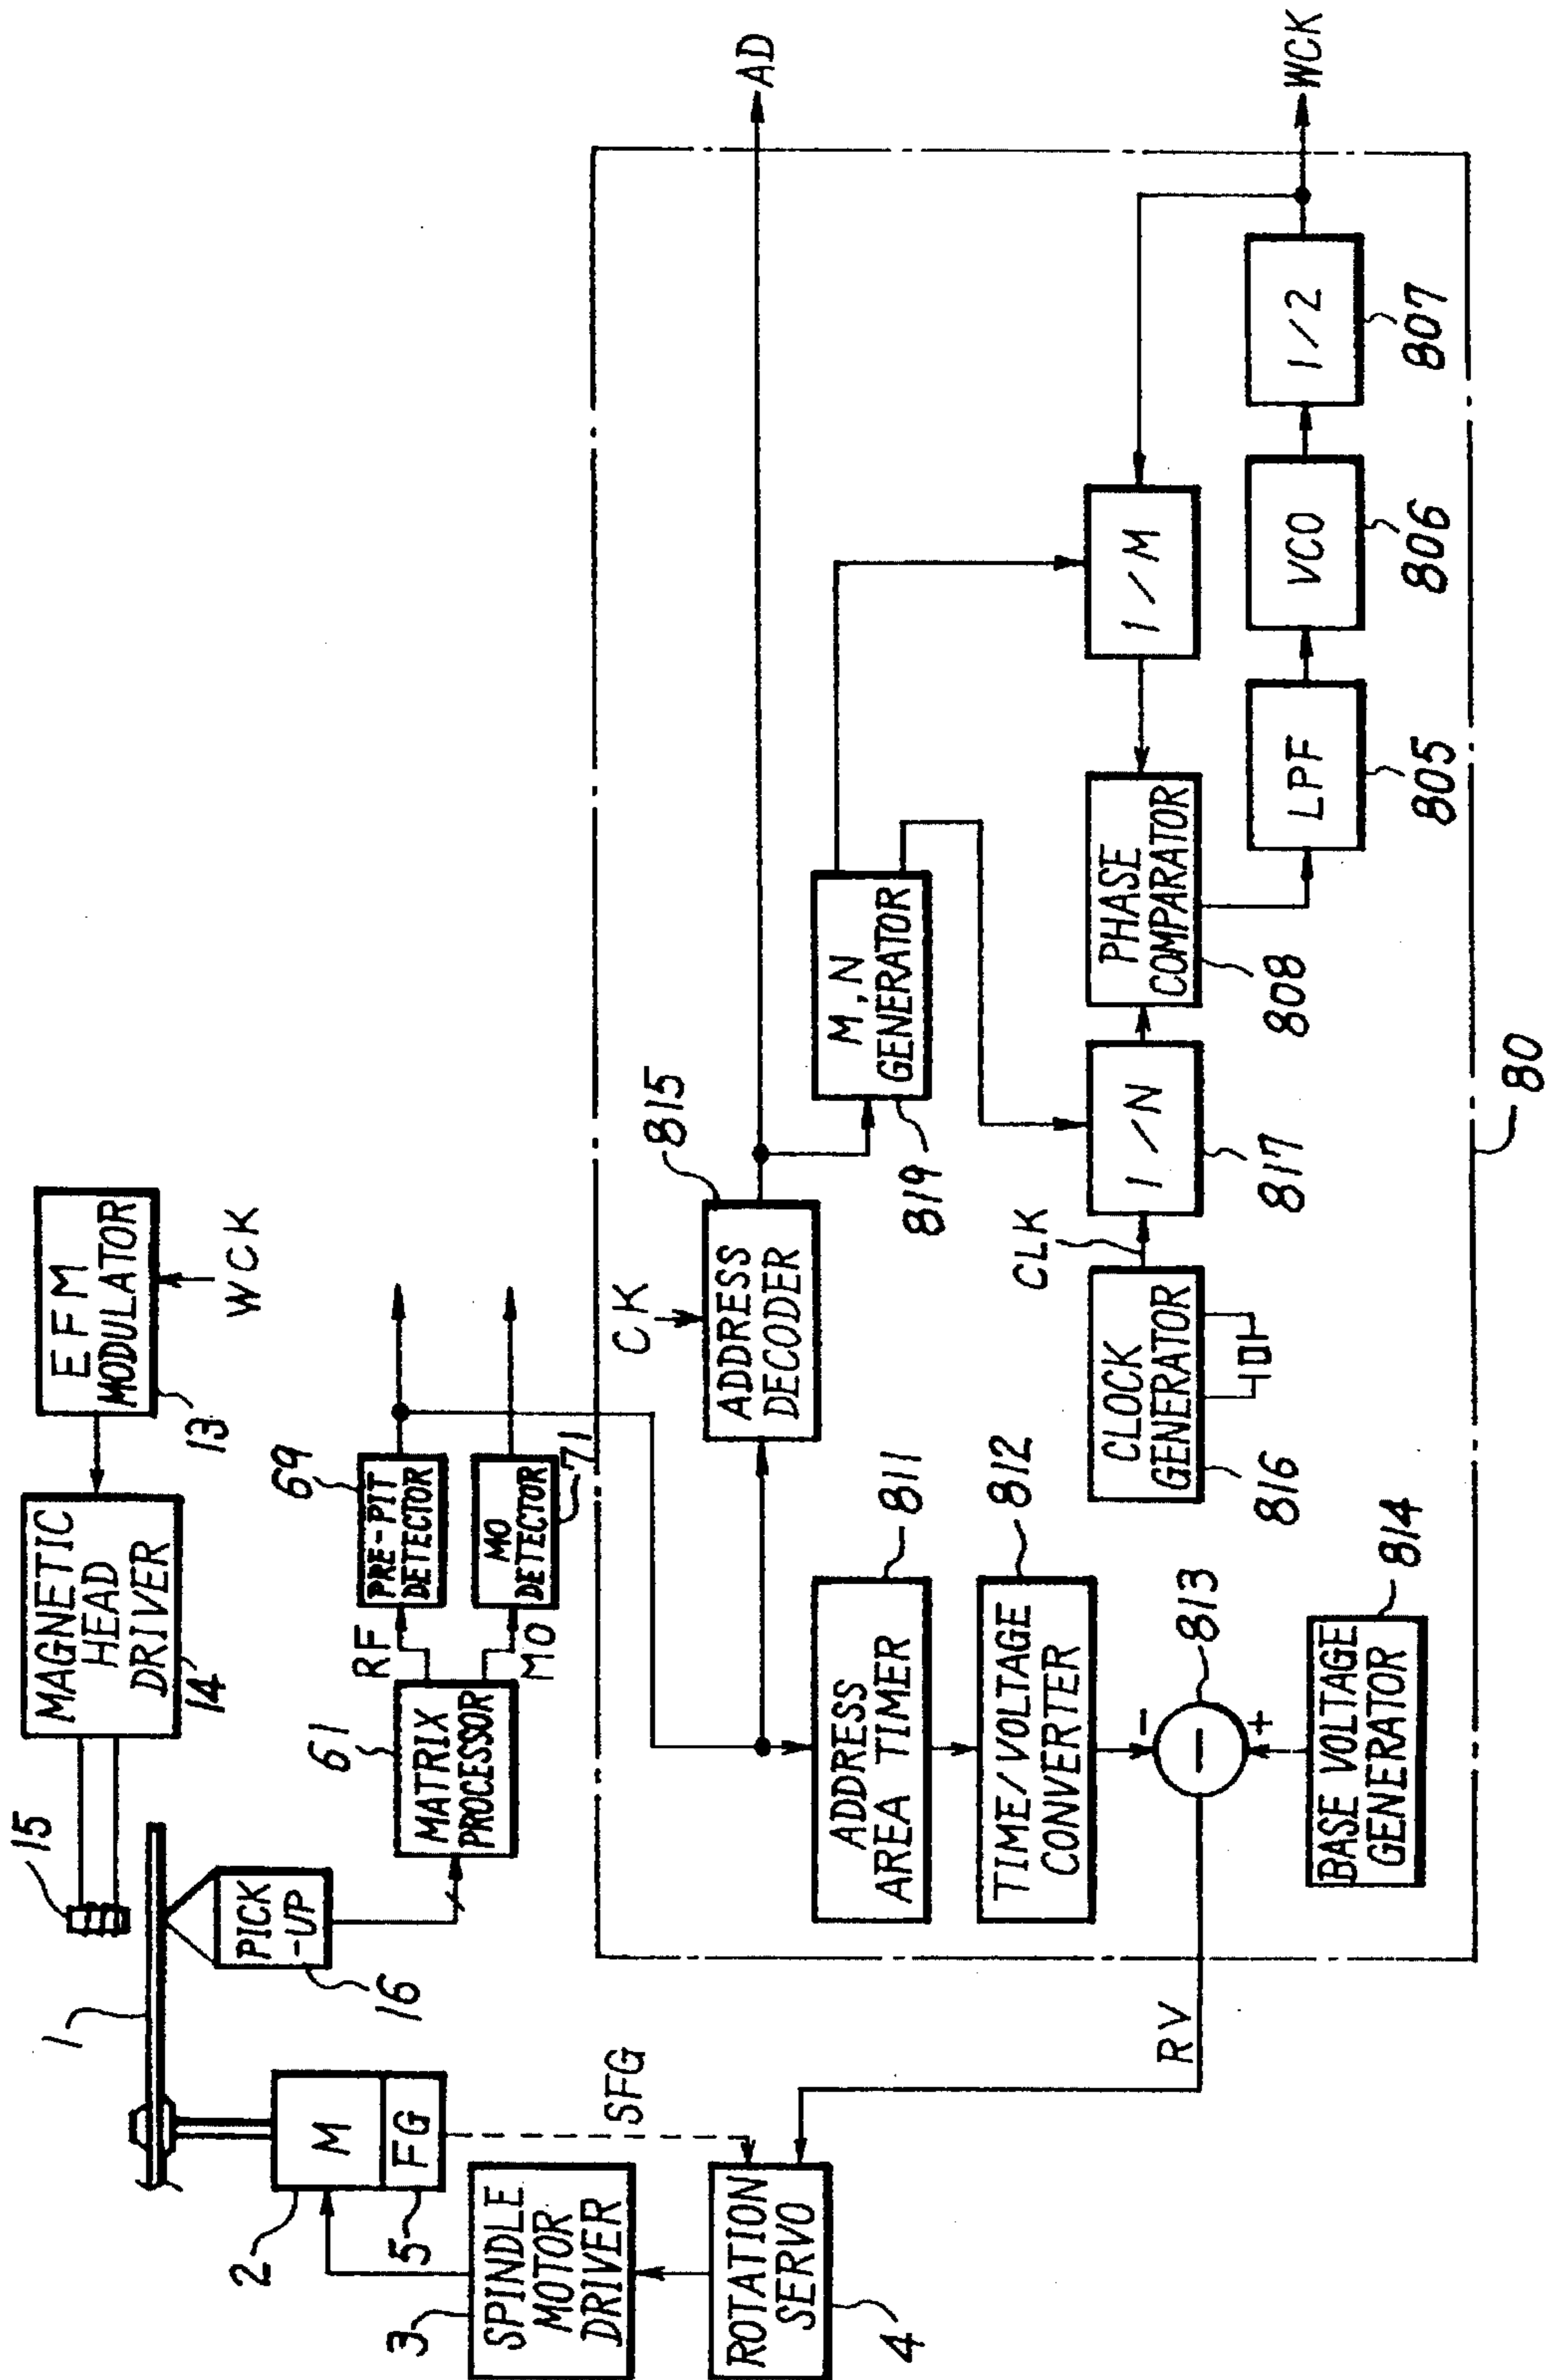 15
MAGNETIC
HEAD
DRIVER
14
EFM
MODULATOR
13
WCK
1
PICK
-UP
16
M
FG
2
5
SFG
SPINDLE
MOTOR
DRIVER
3
ROTATION
SERVO
4
RV
61
MATRIX
PROCESSOR
RF
MO
69
PRE-PIT
DETECTOR
MO
DETECTOR
71
CK
ADDRESS
DECODER
815
AD
ADDRESS
AREA TIMER
811
TIME/VOLTAGE
CONVERTER
812
-
813
+
BASE VOLTAGE
GENERATOR
814
M,N
GENERATOR
819
CLOCK
GENERATOR
816
CLK
1/N
817
PHASE
COMPARATOR
808
1/M
LPF
805
VCO
806
1/2
807
WCK
80